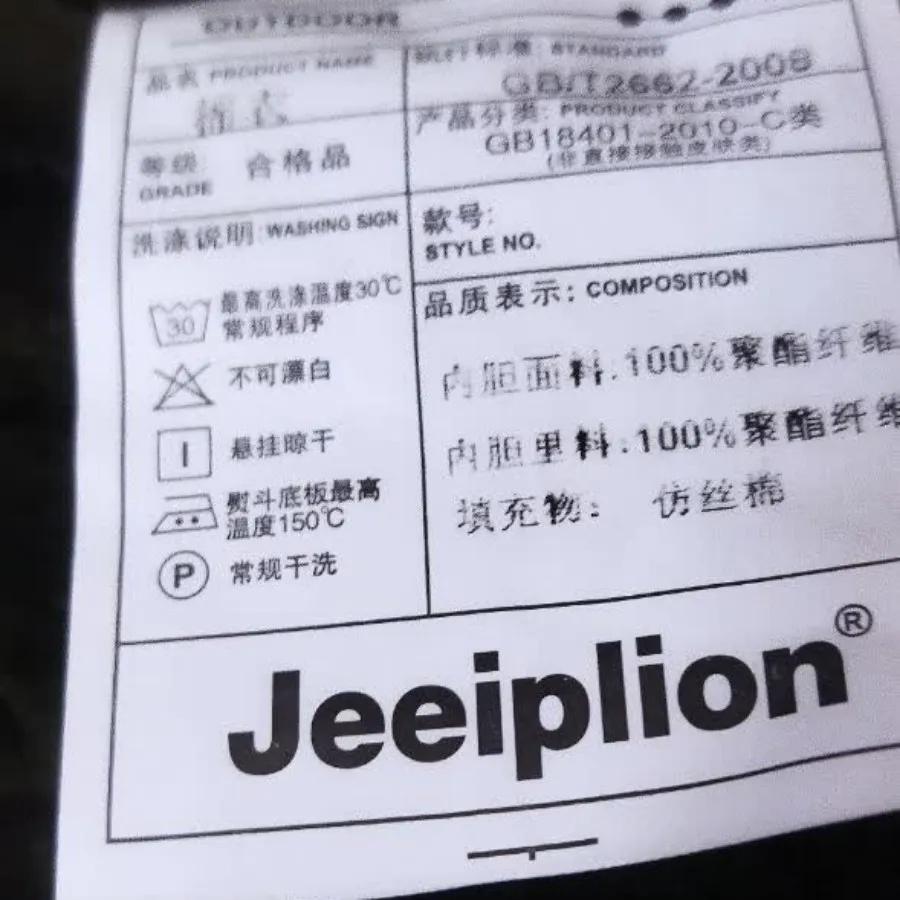 OUTDOOR
品名 PRODUCT NAME
棉衣
执行标准: STANDARD
GB/T2662-2008
产品分类: PRODUCT CLASSIFY
GB18401-2010-C类
(非直接接触皮肤类)
等级
GRADE
合格品
款号:
STYLE NO.
洗涤说明: WASHING SIGN
30
最高洗涤温度30℃
常规程序
不可漂白
悬挂晾干
熨斗底板最高
温度150℃
P
常规干洗
品质表示: COMPOSITION
内胆面料.100%聚酯纤维
内胆里料.100%聚酯纤维
填充物: 仿丝棉
Jeeiplion®